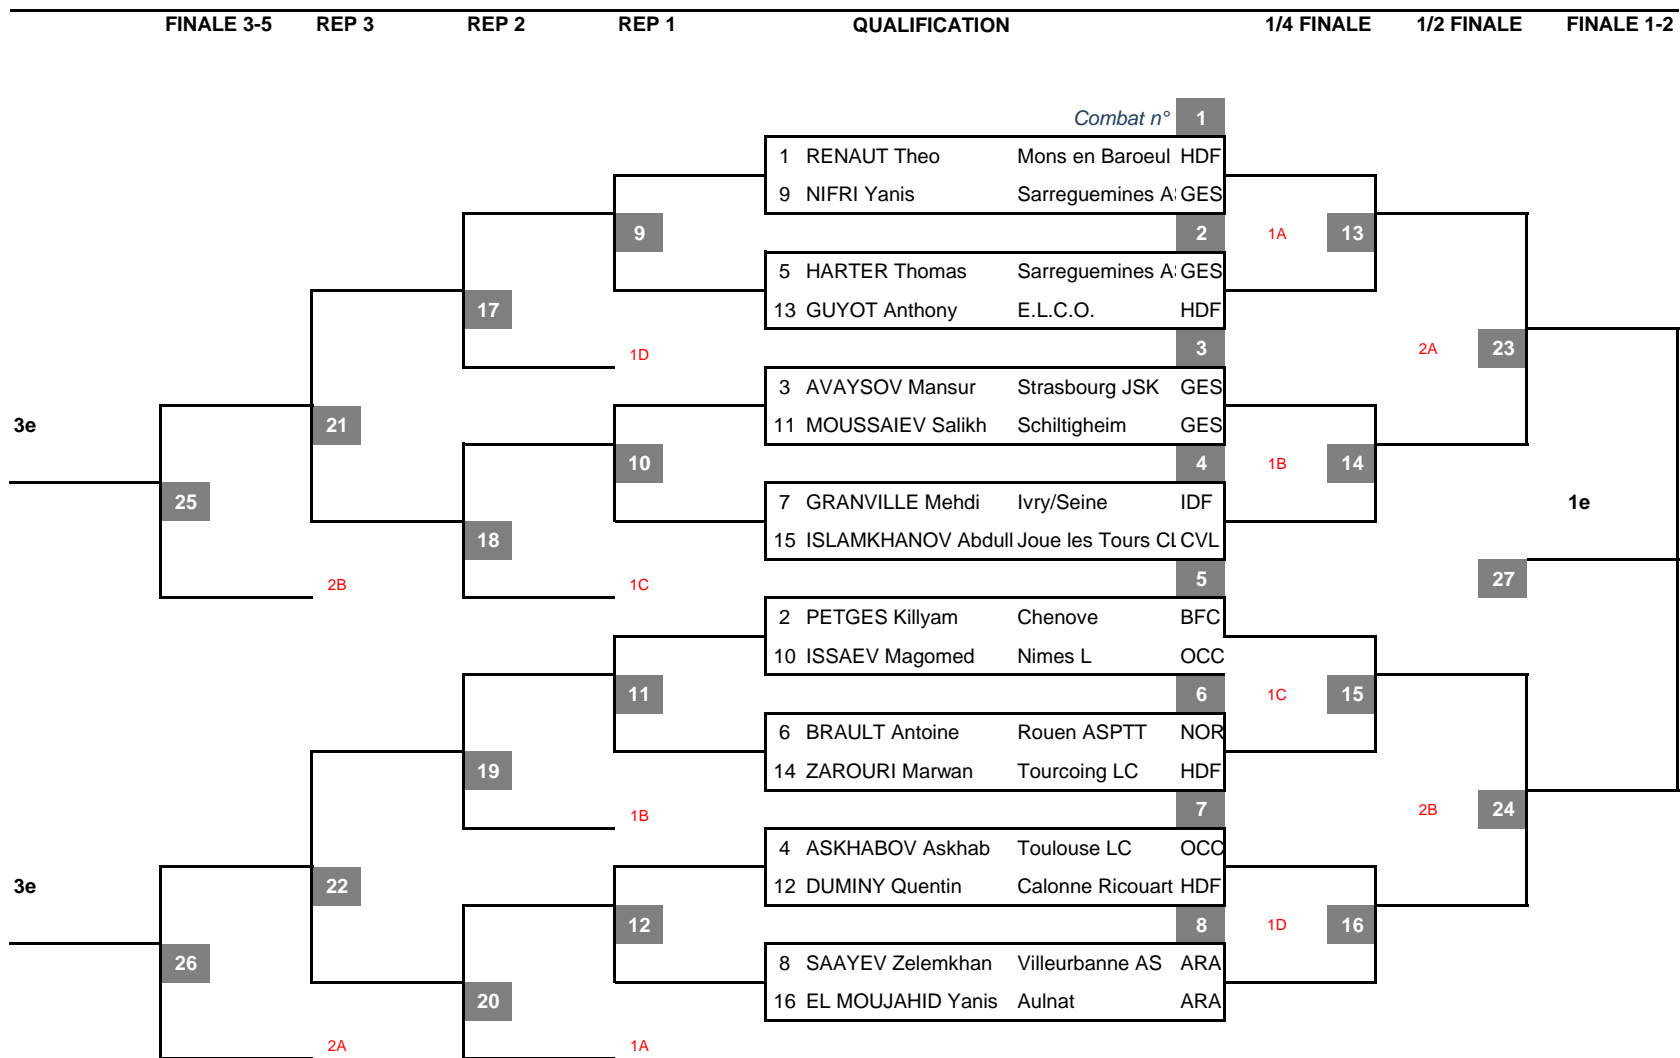 FINALE 3-5 REP 3 REP 2 REP 1 QUALIFICATION 1/4 FINALE 1/2 FINALE FINALE 1-2
Combat n° 1
1 RENAUT Theo Mons en Baroeul HDF
9 NIFRI Yanis Sarreguemines A GES
9 2 1A 13
5 HARTER Thomas Sarreguemines A GES
17 13 GUYOT Anthony E.L.C.O. HDF
1D 3 2A 23
3 AVAYSOV Mansur Strasbourg JSK GES
3e 21 11 MOUSSAIEV Salikh Schiltigheim GES
10 4 1B 14
25 7 GRANVILLE Mehdi Ivry/Seine IDF 1e
18 15 ISLAMKHANOV Abdull Joue les Tours CL CVL
2B 1C 5 27
2 PETGES Killyam Chenove BFC
10 ISSAEV Magomed Nimes L OCC
11 6 1C 15
6 BRAULT Antoine Rouen ASPTT NOR
19 14 ZAROURI Marwan Tourcoing LC HDF
1B 7 2B 24
4 ASKHABOV Askhab Toulouse LC OCC
3e 22 12 DUMINY Quentin Calonne Ricouart HDF
12 8 1D 16
26 8 SAAYEV Zelemkhan Villeurbanne AS ARA
20 16 EL MOUJAHID Yanis Aulnat ARA
2A 1A